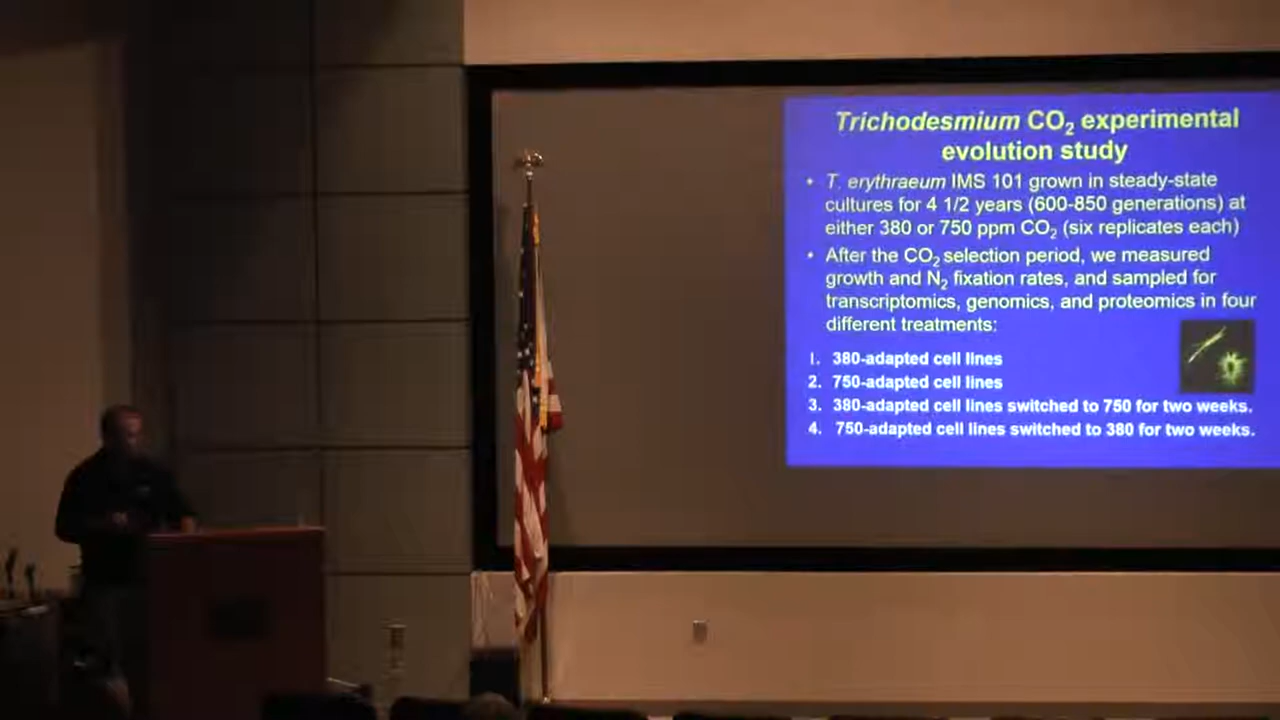 Trichodesmium CO₂ experimental
evolution study
• T. erythraeum IMS 101 grown in steady-state
cultures for 4 1/2 years (600-850 generations) at
either 380 or 750 ppm CO₂ (six replicates each)
• After the CO₂ selection period, we measured
growth and N₂ fixation rates, and sampled for
transcriptomics, genomics, and proteomics in four
different treatments:
1. 380-adapted cell lines
2. 750-adapted cell lines
3. 380-adapted cell lines switched to 750 for two weeks.
4. 750-adapted cell lines switched to 380 for two weeks.